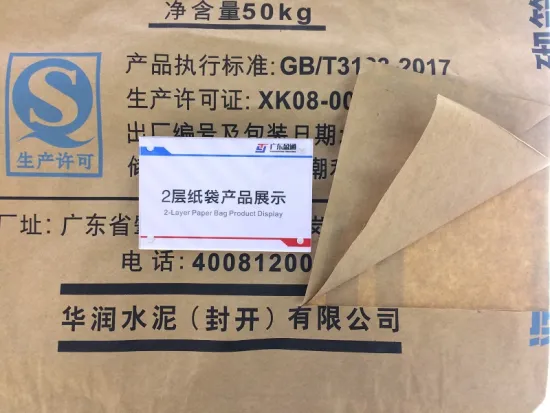 净含量50kg
产品执行标准:GB/T3183-2017
生产许可证: XK08-00
出厂编号及包装日期:
生产许可
广东金通
2层纸袋产品展示
2-Layer Paper Bag Product Display
厂址: 广东省
电话: 40081200
华润水泥(封开)有限公司